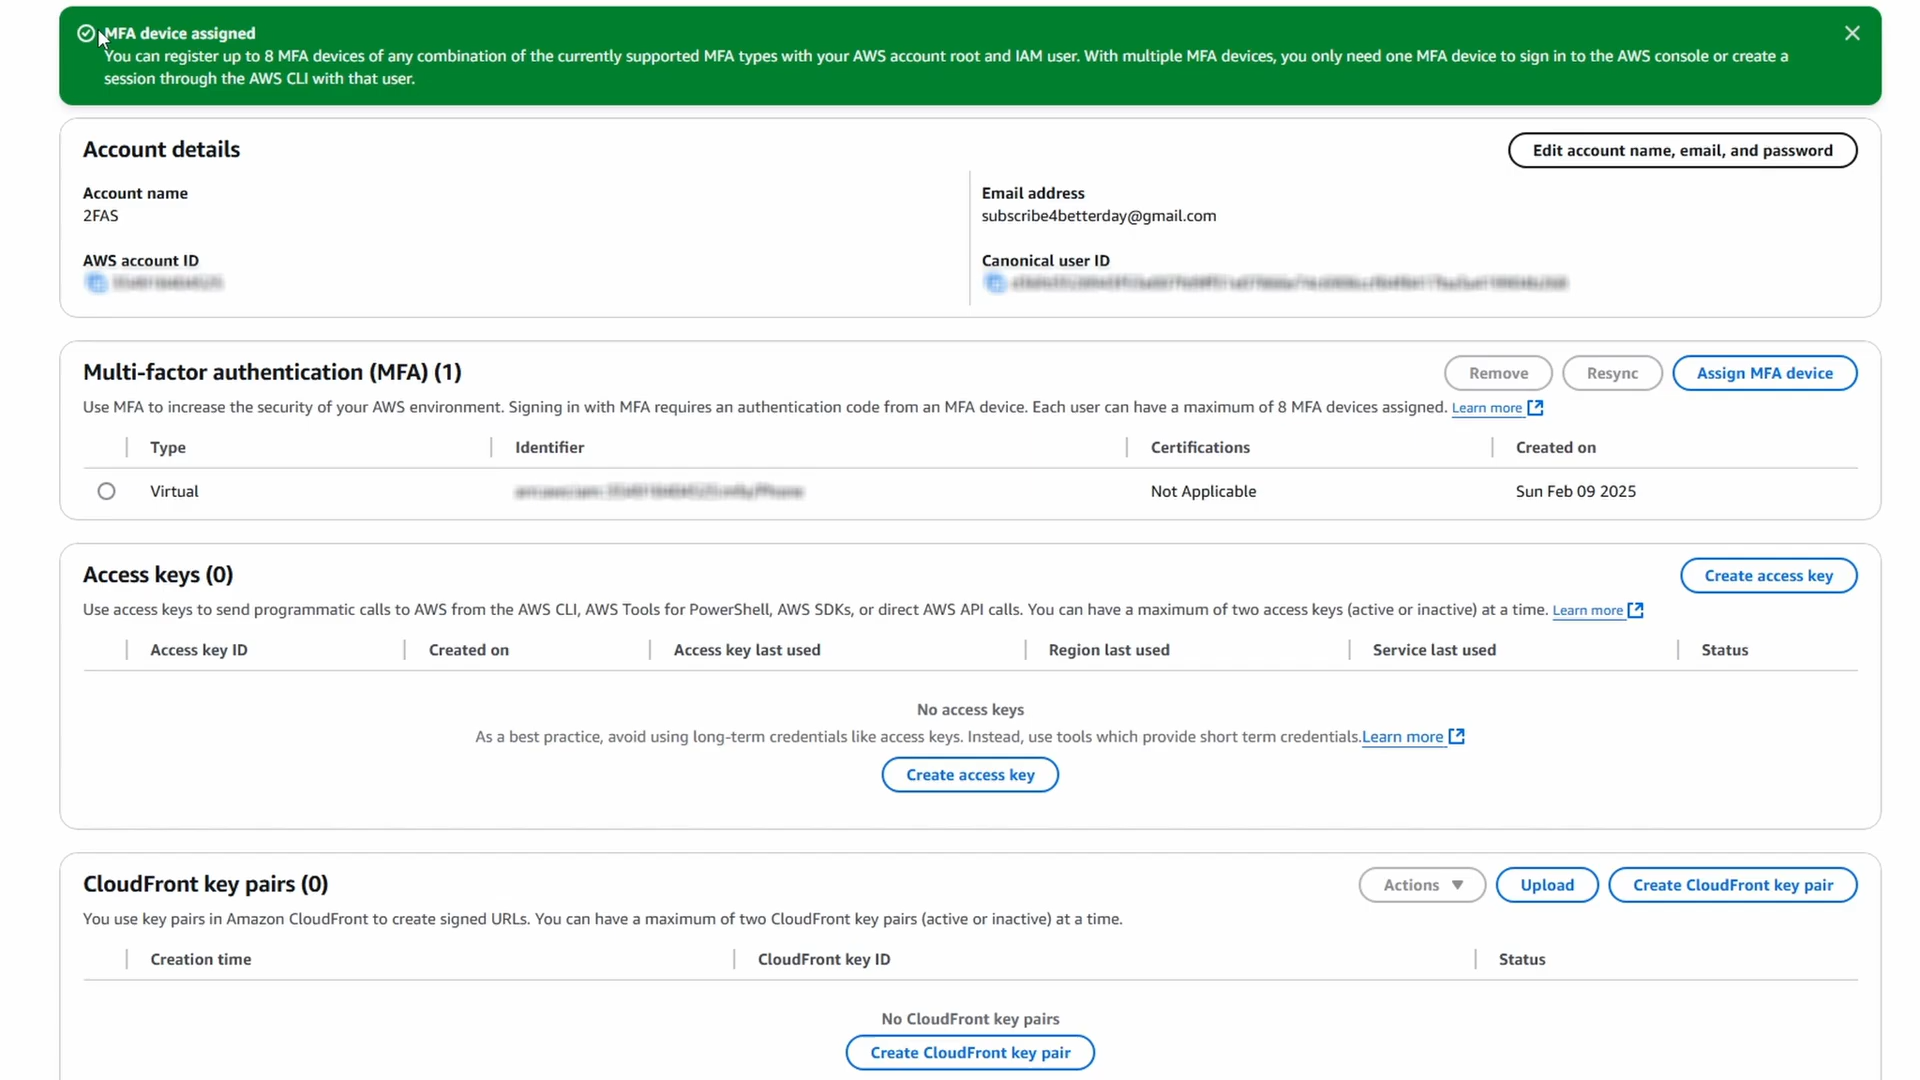 MFA device assigned
You can register up to 8 MFA devices of any combination of the currently supported MFA types with your AWS account root and IAM user. With multiple MFA devices, you only need one MFA device to sign in to the AWS console or create a
session through the AWS CLI with that user.
Account details
Edit account name, email, and password
Account name
2FAS
Email address
subscribe4betterday@gmail.com
AWS account ID
Canonical user ID
Multi-factor authentication (MFA) (1)
Remove
Resync
Assign MFA device
Use MFA to increase the security of your AWS environment. Signing in with MFA requires an authentication code from an MFA device. Each user can have a maximum of 8 MFA devices assigned. Learn more
Type Identifier Certifications Created on
Virtual Not Applicable Sun Feb 09 2025
Access keys (0)
Create access key
Use access keys to send programmatic calls to AWS from the AWS CLI, AWS Tools for PowerShell, AWS SDKs, or direct AWS API calls. You can have a maximum of two access keys (active or inactive) at a time. Learn more
Access key ID Created on Access key last used Region last used Service last used Status
No access keys
As a best practice, avoid using long-term credentials like access keys. Instead, use tools which provide short term credentials.Learn more
Create access key
CloudFront key pairs (0)
Actions
Upload
Create CloudFront key pair
You use key pairs in Amazon CloudFront to create signed URLs. You can have a maximum of two CloudFront key pairs (active or inactive) at a time.
Creation time CloudFront key ID Status
No CloudFront key pairs
Create CloudFront key pair